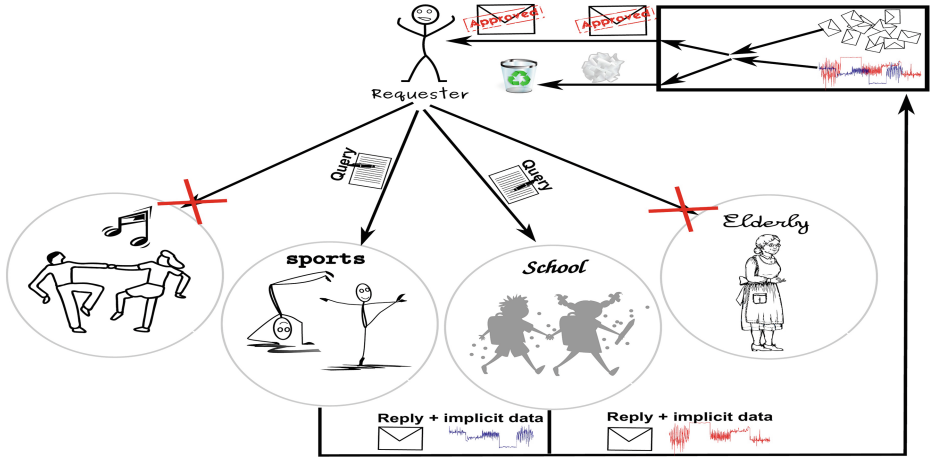 Approved
Approved
Requester
Query
Query
sports
School
Elderby
Reply + implicit data
Reply + implicit data